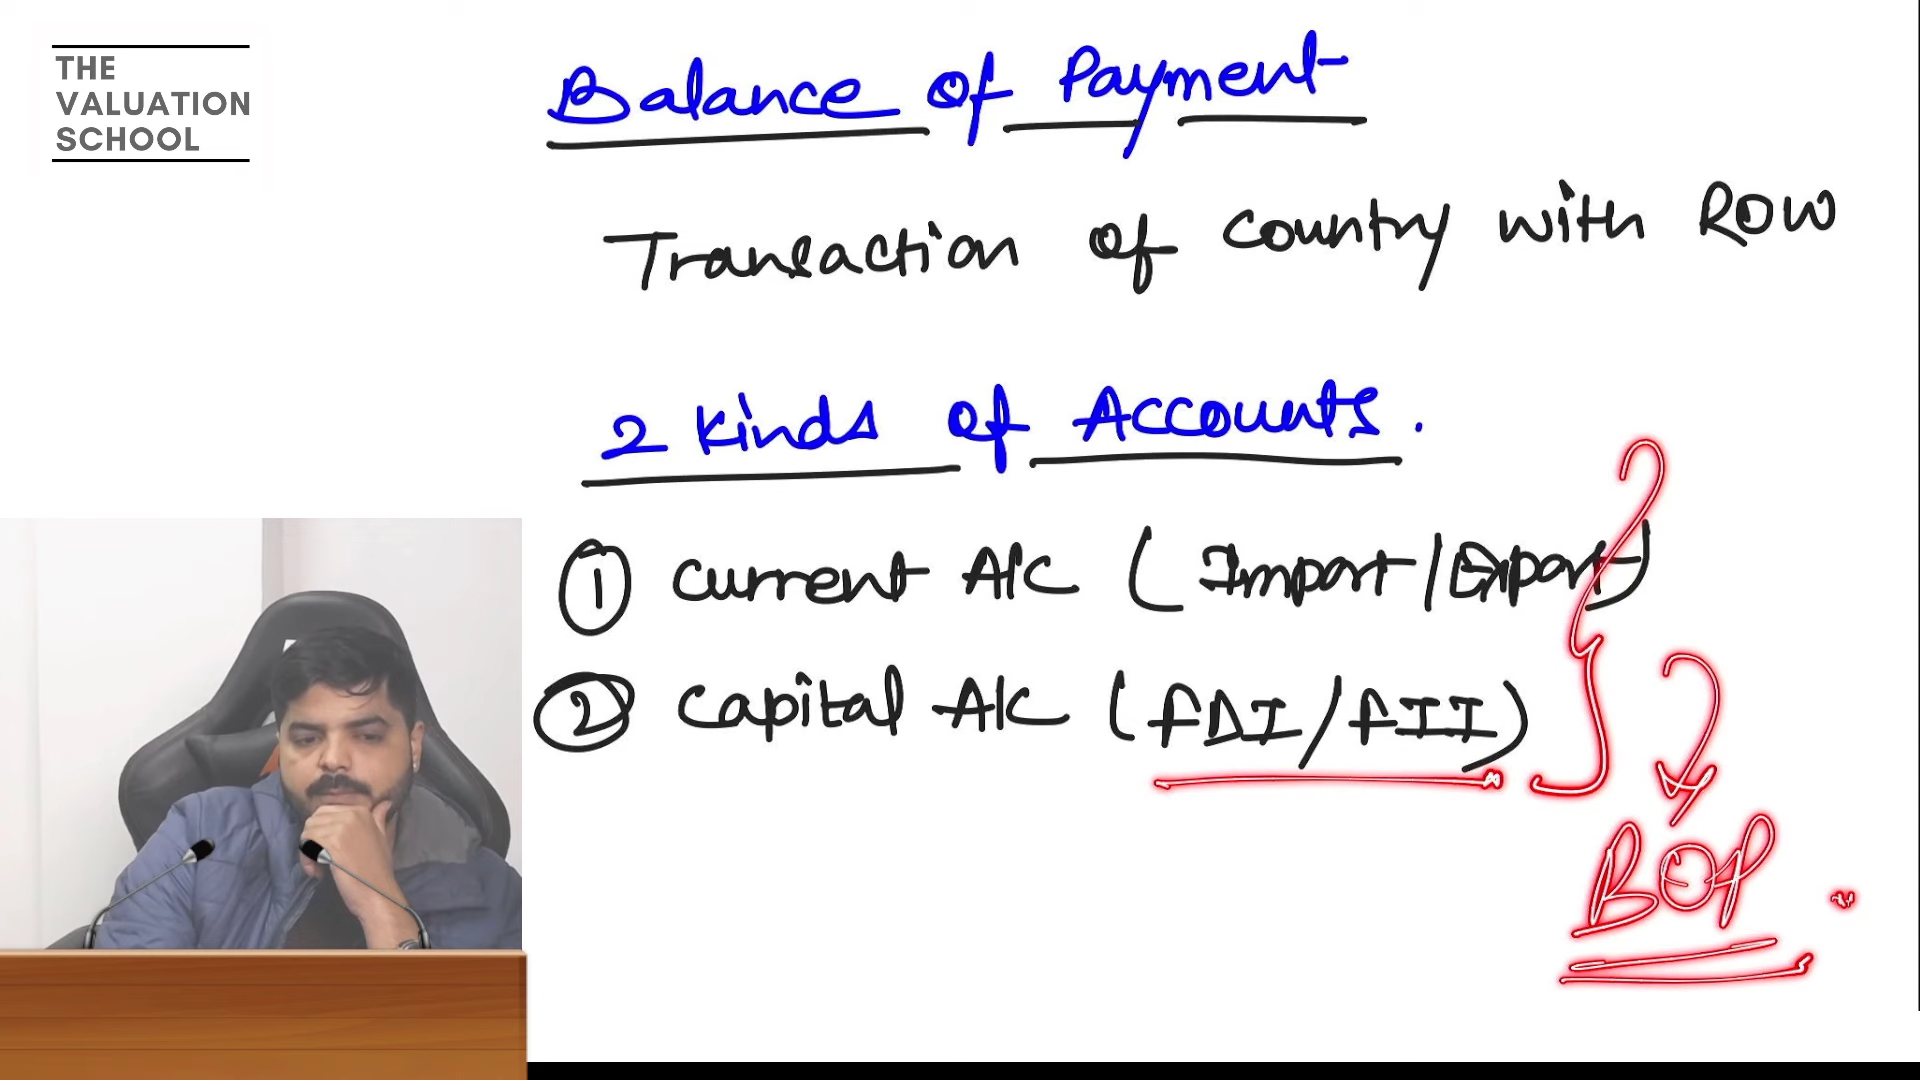 THE
VALUATION
SCHOOL
Balance of Payment
Transaction of country with ROW
2 Kinds of Accounts.
1 Current A/C (Import/Export)
2 Capital A/C (FDI/FII)
BOP